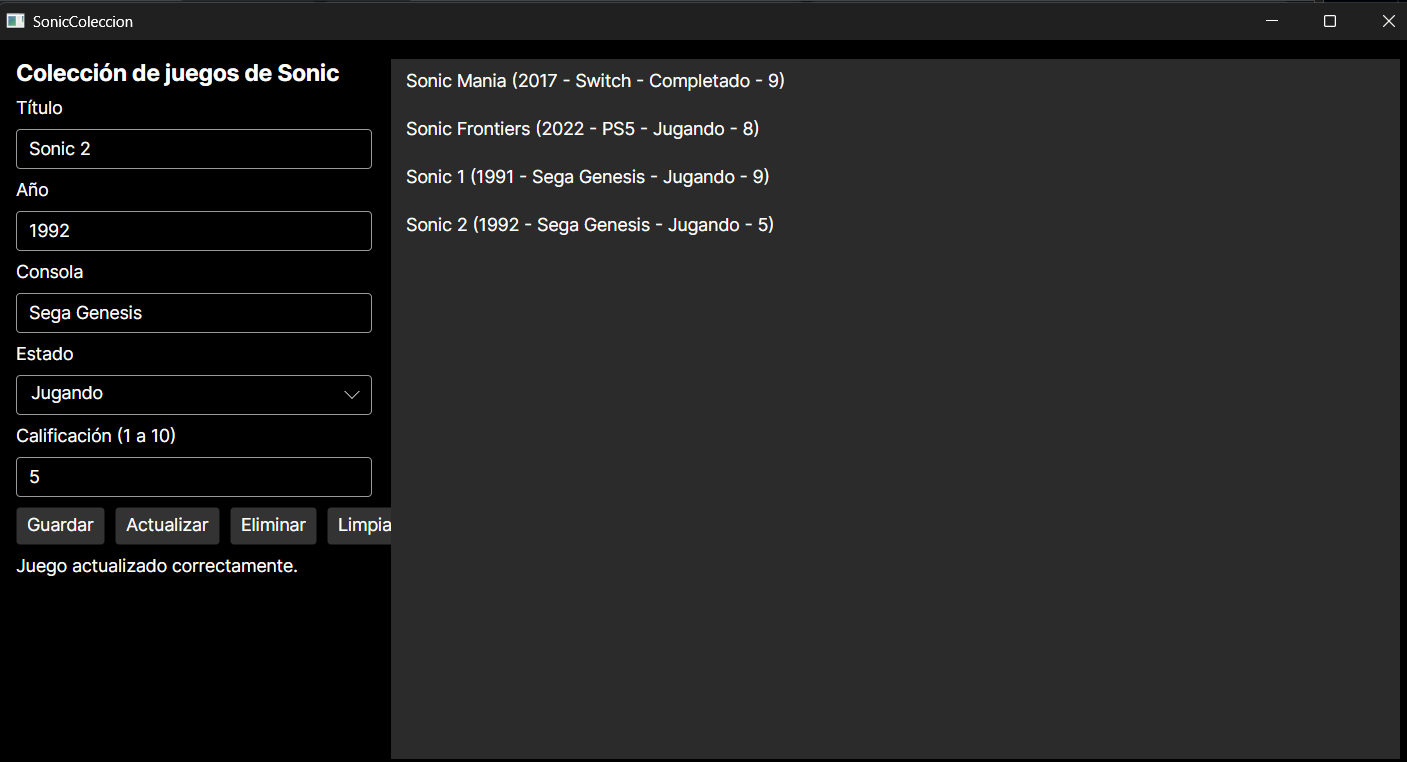 SonicColeccion
Colección de juegos de Sonic
Título
Sonic 2
Año
1992
Consola
Sega Genesis
Estado
Jugando
Calificación (1 a 10)
5
Guardar Actualizar Eliminar Limpia
Juego actualizado correctamente.
Sonic Mania (2017 - Switch - Completado - 9)
Sonic Frontiers (2022 - PS5 - Jugando - 8)
Sonic 1 (1991 - Sega Genesis - Jugando - 9)
Sonic 2 (1992 - Sega Genesis - Jugando - 5)